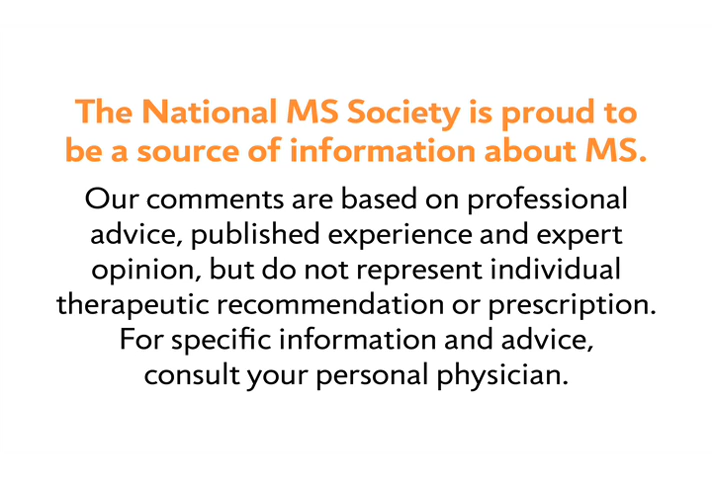 The National MS Society is proud to
be a source of information about MS.
Our comments are based on professional
advice, published experience and expert
opinion, but do not represent individual
therapeutic recommendation or prescription.
For specific information and advice,
consult your personal physician.